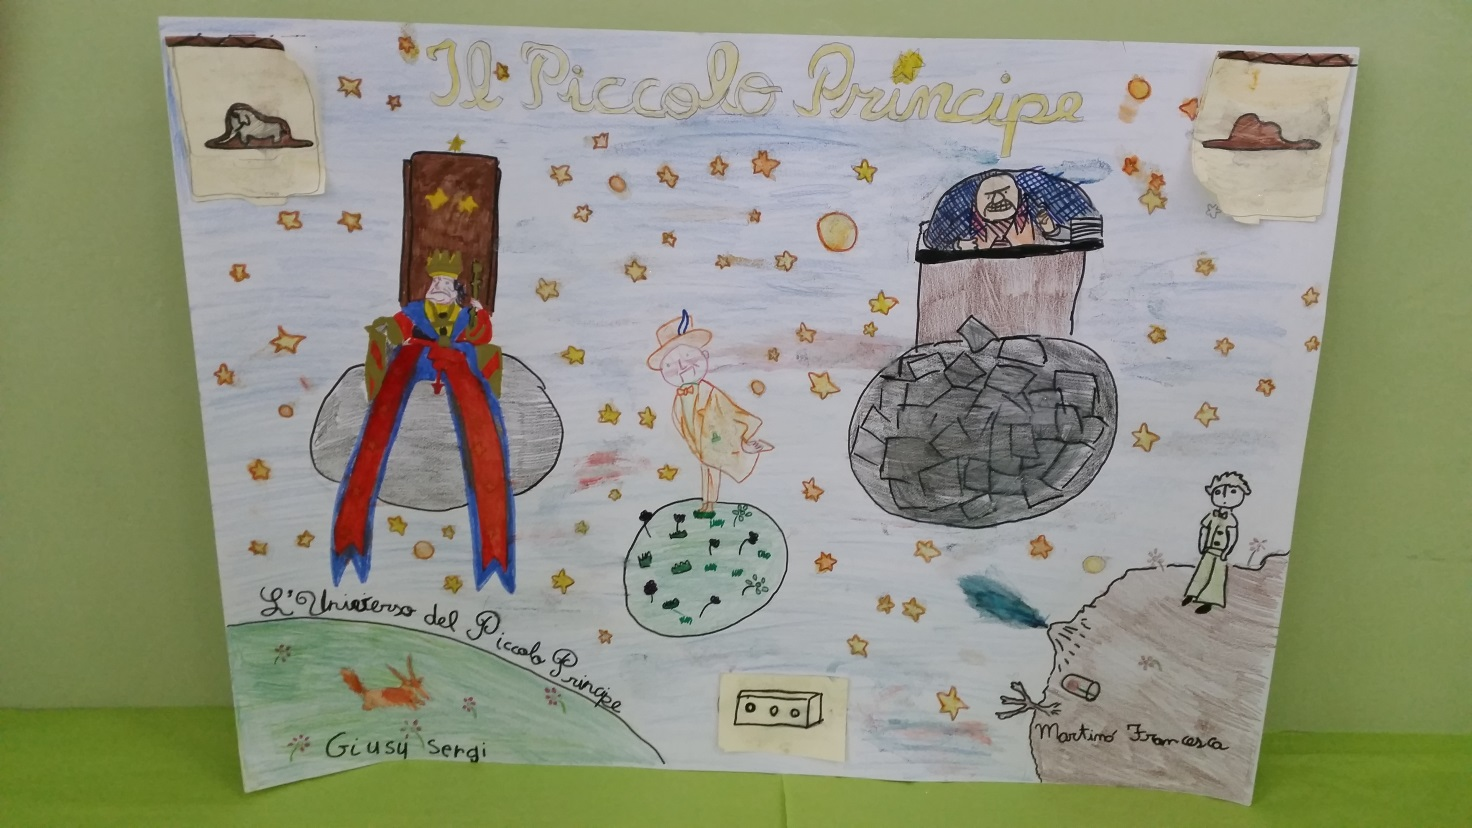 Il Piccolo Principe
L'Universo del Piccolo Principe
Giusy Sergi
Martino Francesca